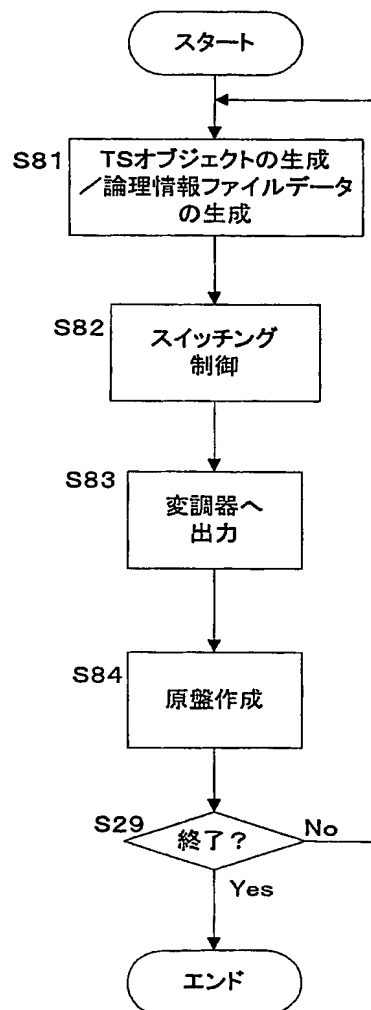 スタート
S81
TSオブジェクトの生成
/論理情報ファイルデータ
の生成
S82
スイッチング
制御
S83
変調器へ
出力
S84
原盤作成
S29
終了?
No
Yes
エンド